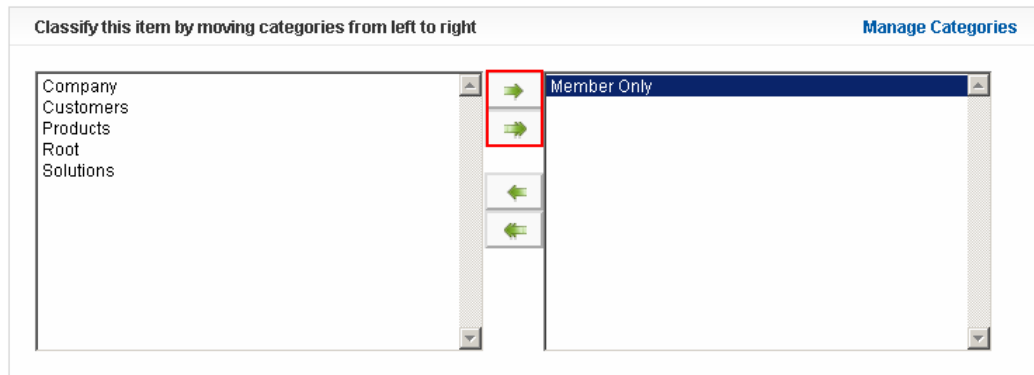 Classify this item by moving categories from left to right
Manage Categories
Company
Customers
Products
Root
Solutions
Member Only